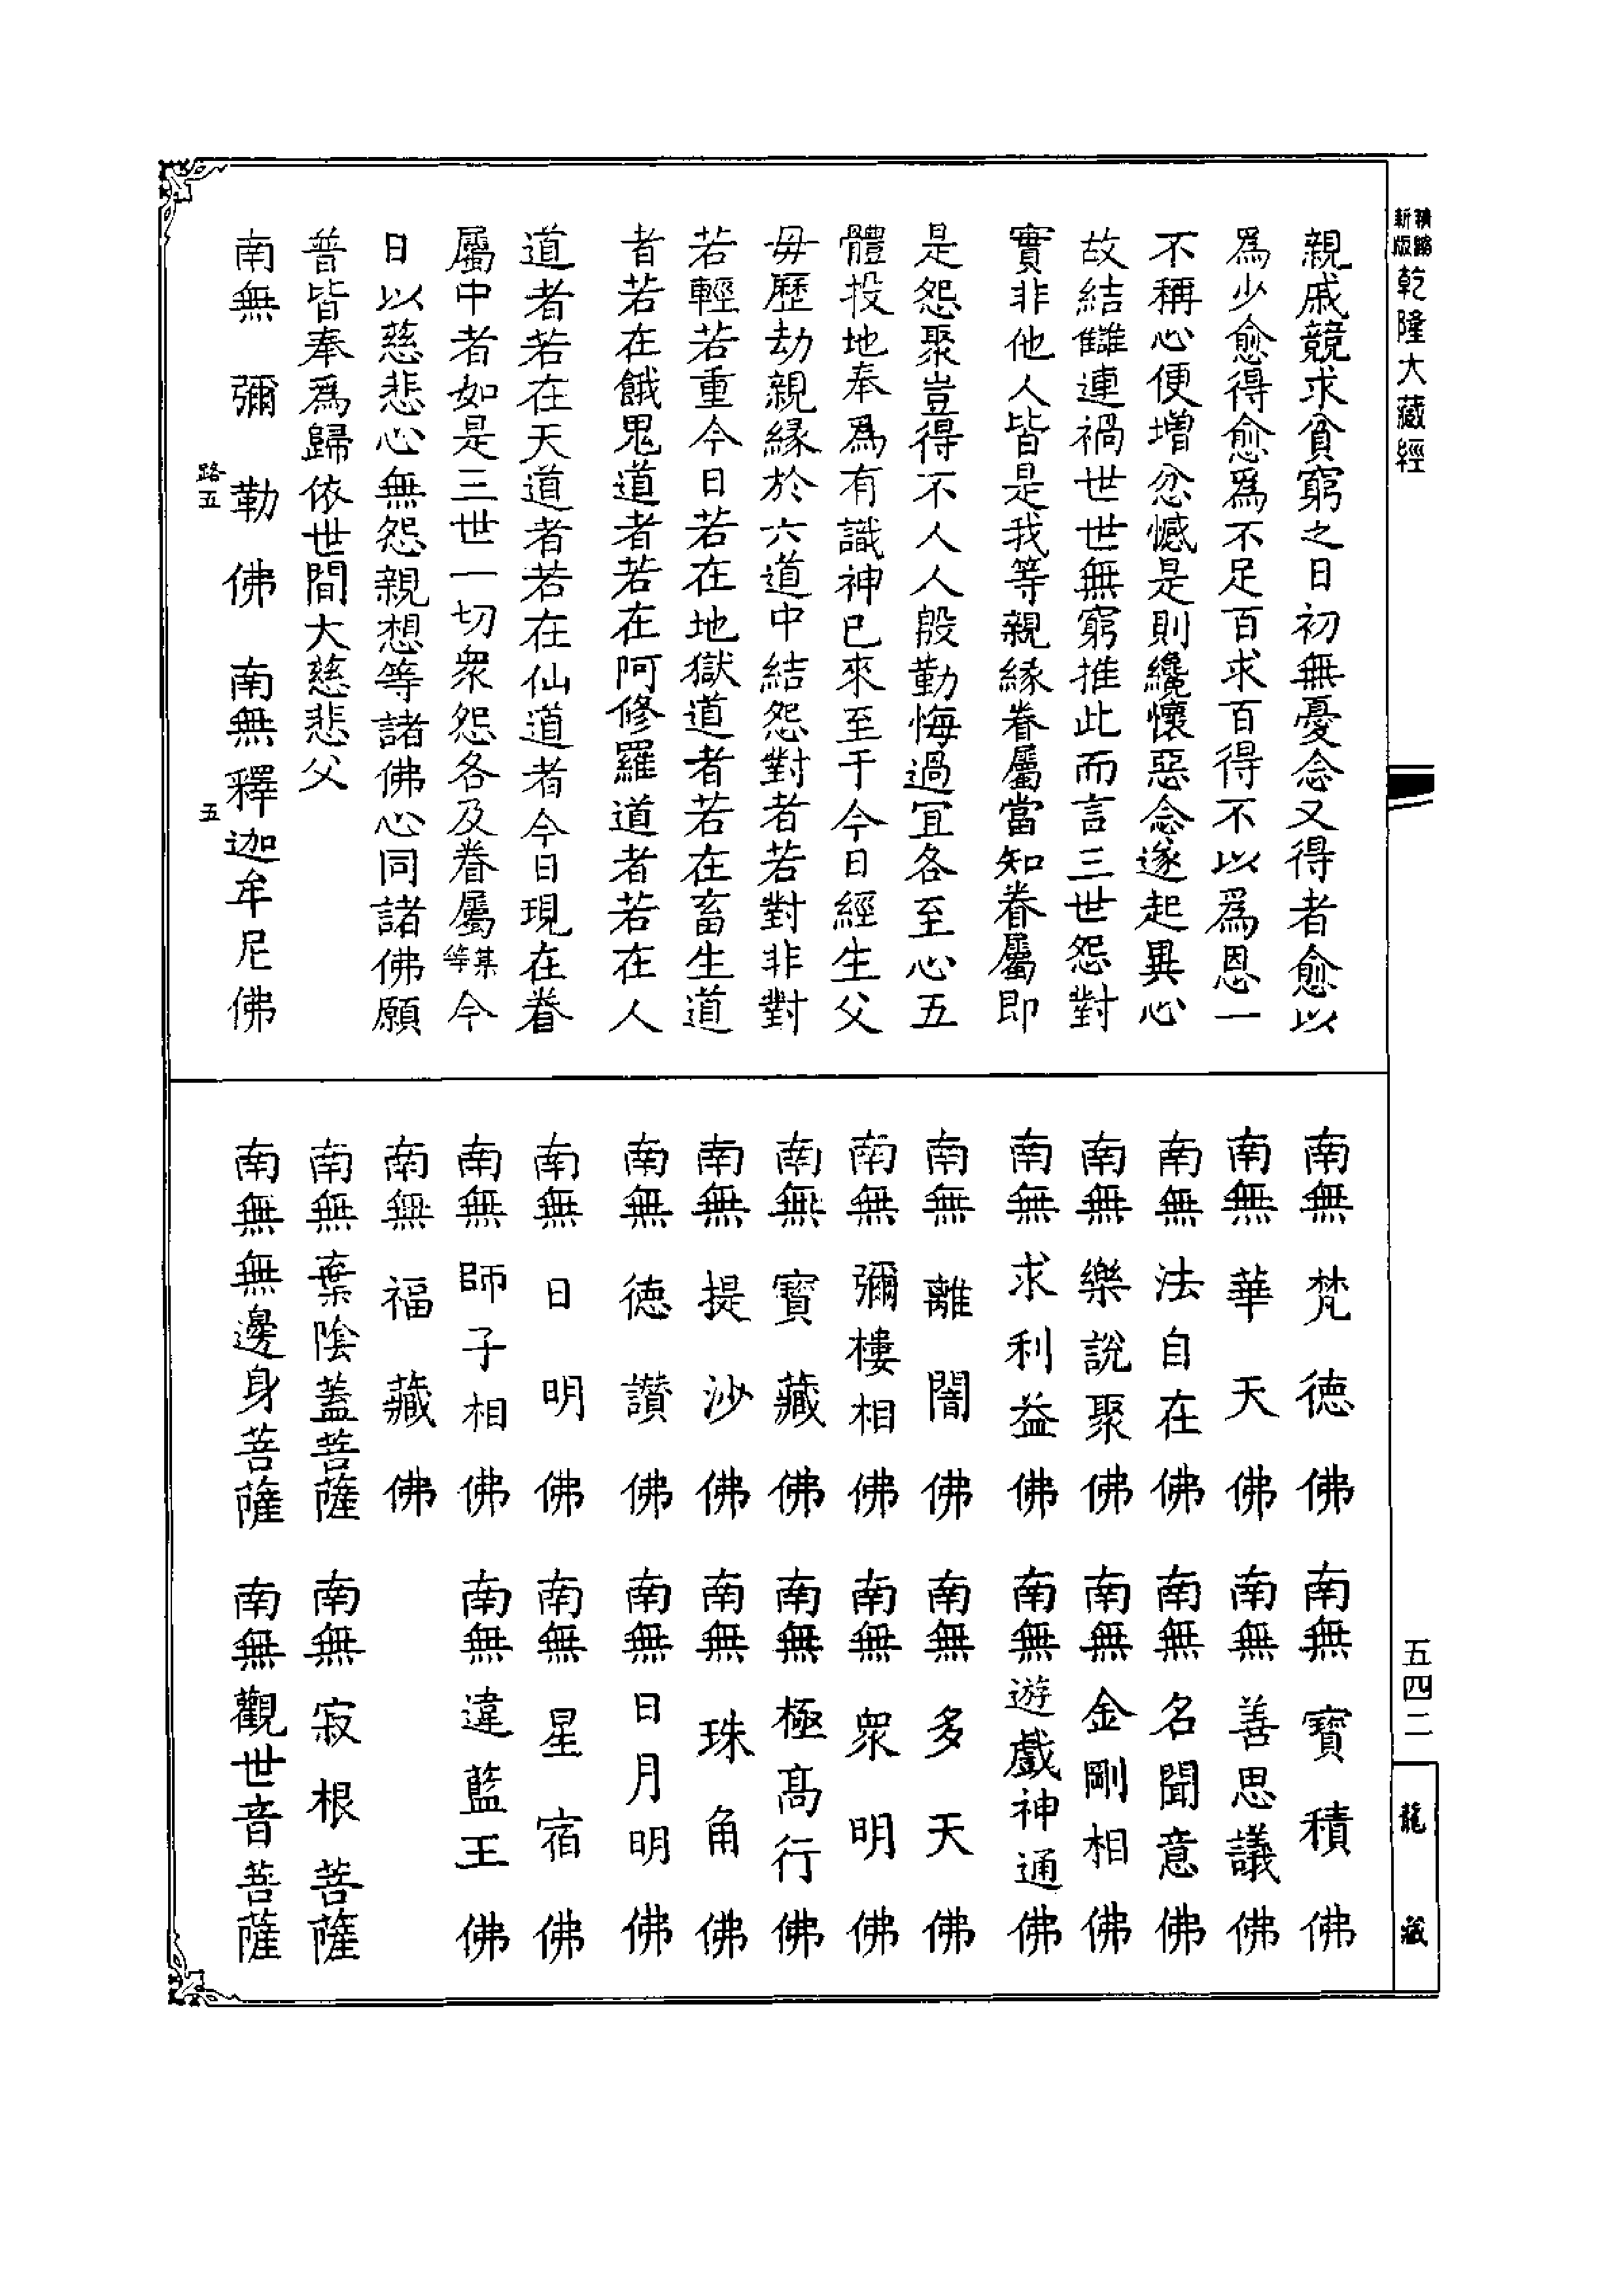 精縮新版乾隆大藏經
親戚競求貧窮之日初無憂念又得者愈以
爲少愈得愈爲不足百求百得不以爲恩一
不稱心便增忿憾是則纔懷惡念遂起異心
故結讎連禍世世無窮推此而言三世怨對
實非他人皆是我等親緣眷屬當知眷屬即
是怨聚豈得不人人殷勤悔過宜各至心五
體投地奉爲有識神已來至于今日經生父
母歷劫親緣於六道中結怨對者若對非對
若輕若重今日若在地獄道者若在畜生道
者若在餓鬼道者若在阿修羅道者若在人
道者若在天道者若在仙道者今日現在眷
屬中者如是三世一切眾怨各及眷屬某等今
日以慈悲心無怨親想等諸佛心同諸佛願
普皆奉爲歸依世間大慈悲父
南無彌勒佛 南無釋迦牟尼佛
路五 五
南無梵德佛 南無寶積佛
南無華天佛 南無善思議佛
南無法自在佛 南無名聞意佛
南無樂說聚佛 南無金剛相佛
南無求利益佛 南無遊戲神通佛
南無離闇佛 南無多天佛
南無彌樓相佛 南無眾明佛
南無寶藏佛 南無極高行佛
南無提沙佛 南無珠角佛
南無德讚佛 南無日月明佛
南無日明佛 南無星宿佛
南無師子相佛 南無違藍王佛
南無福藏佛
南無棄陰蓋菩薩 南無寂根菩薩
南無無邊身菩薩 南無觀世音菩薩
五四二
龍藏